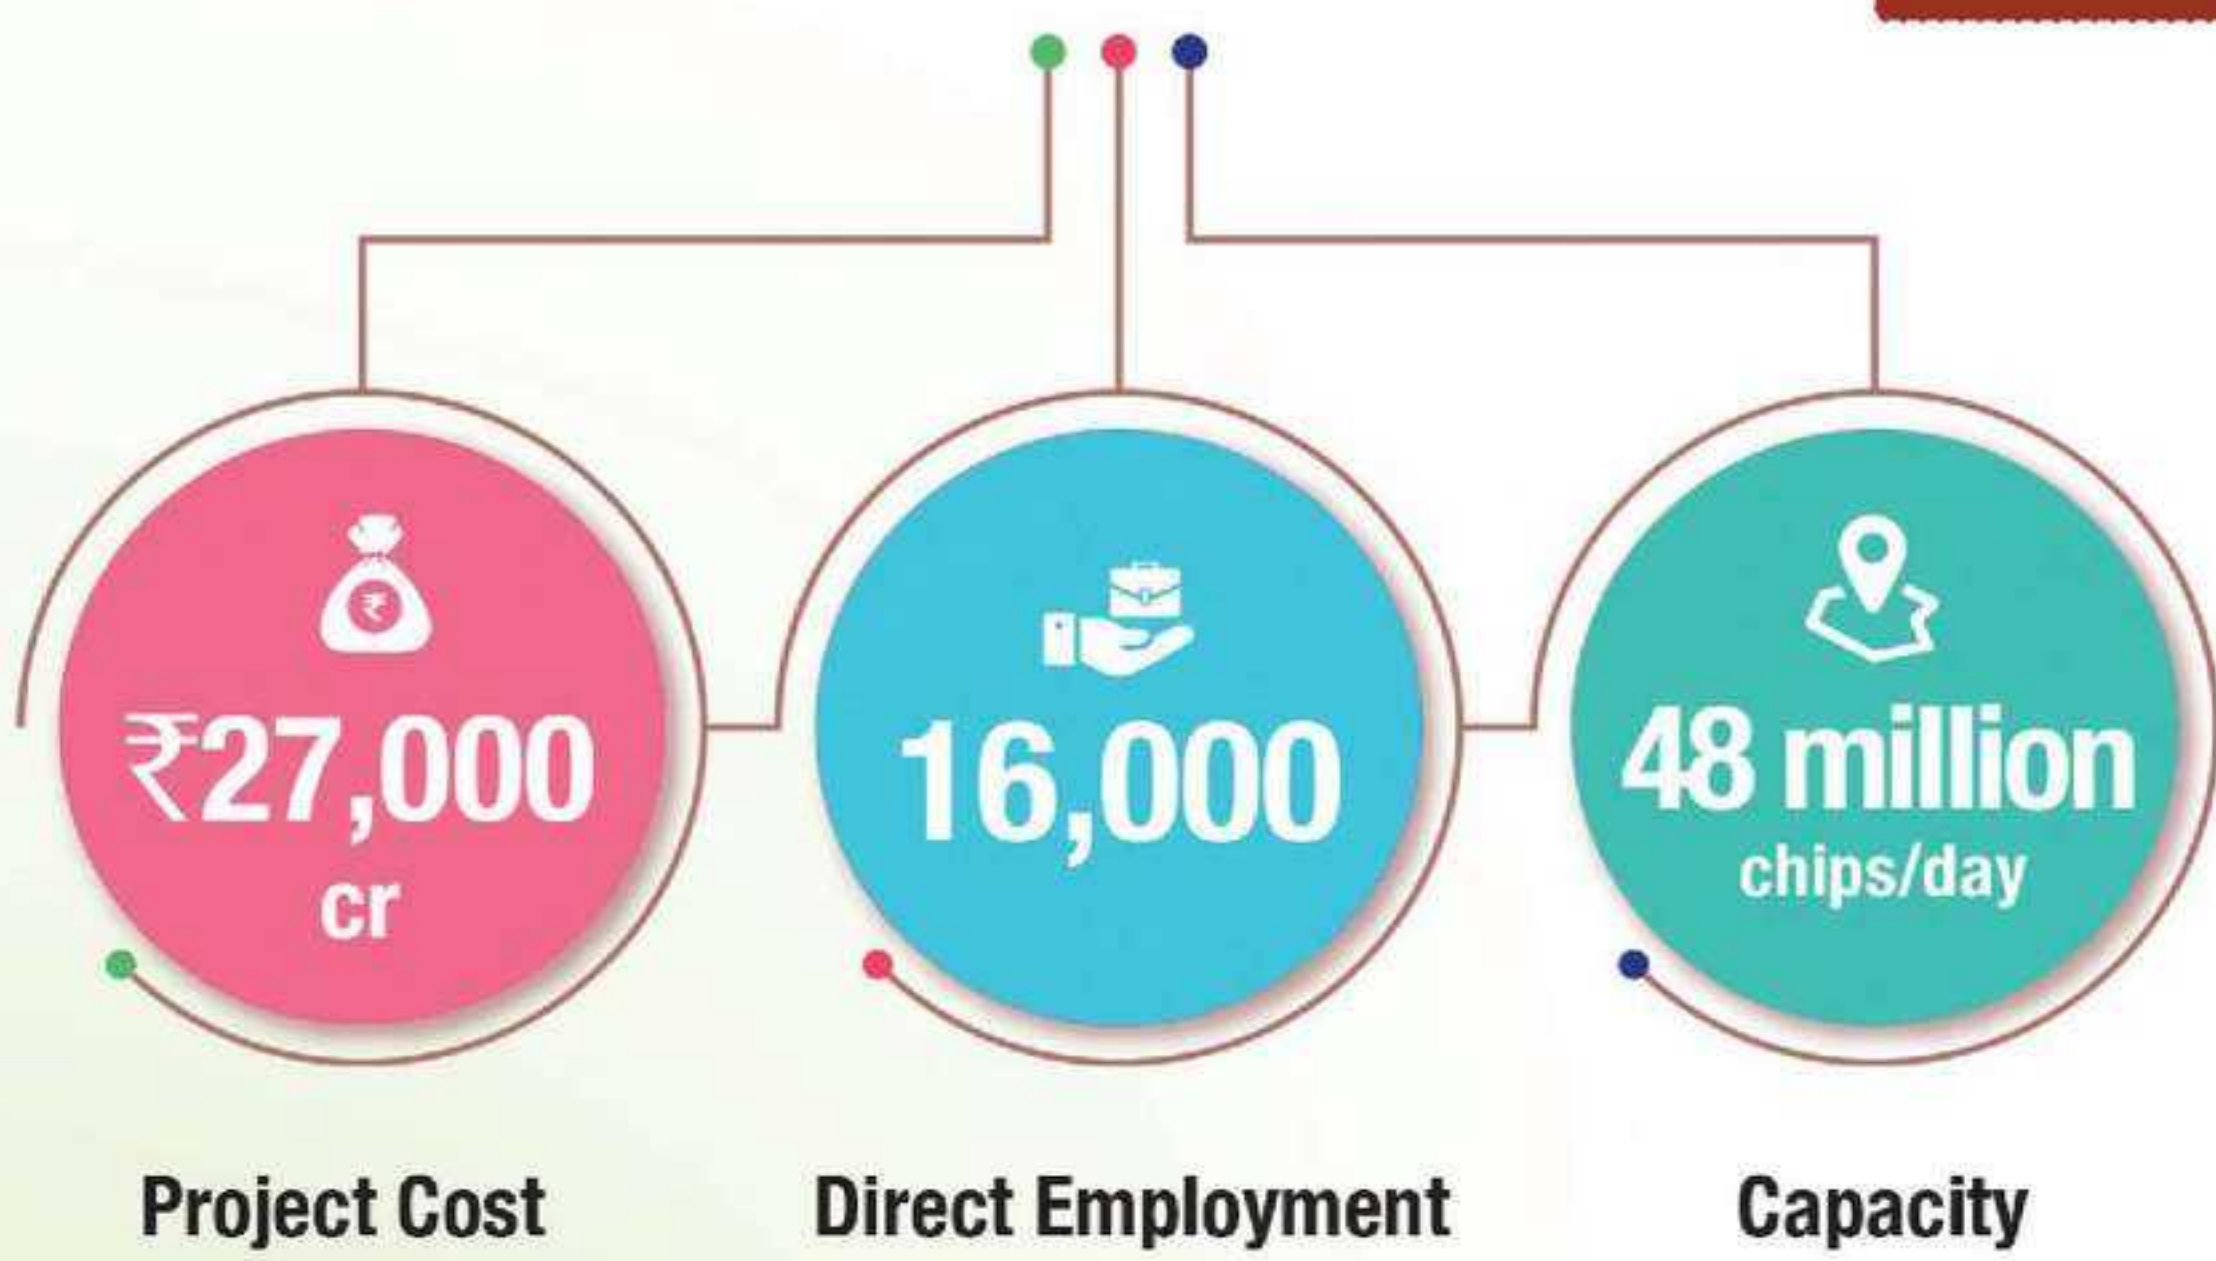 ₹27,000
cr
16,000
48 million
chips/day
Project Cost
Direct Employment
Capacity